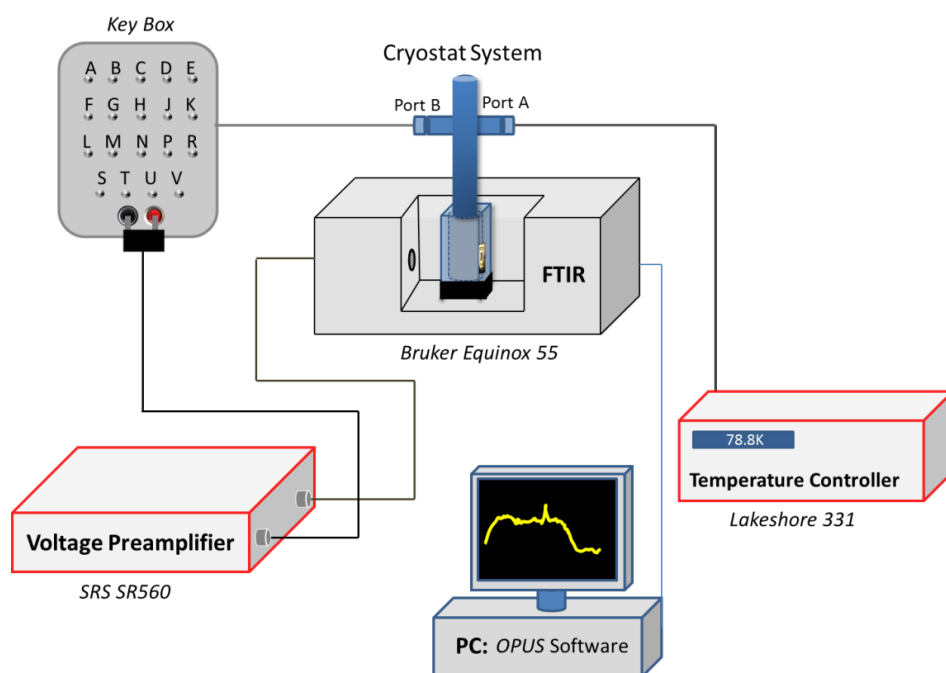 Key Box
A B C D E
F G H J K
L M N P R
S T U V
Cryostat System
Port B
Port A
FTIR
Bruker Equinox 55
78.8K
Temperature Controller
Lakeshore 331
Voltage Preamplifier
SRS SR560
PC: OPUS Software